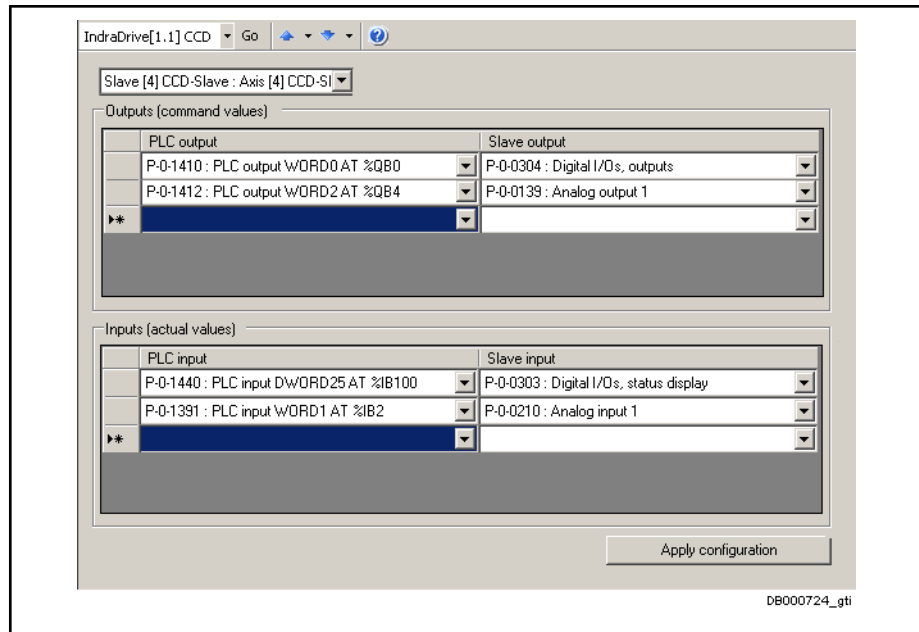 IndraDrive[1.1] CCD Go
Slave [4] CCD-Slave : Axis [4] CCD-Sl
Outputs (command values)
PLC output Slave output
P-0-1410 : PLC output WORD0 AT %QB0 P-0-0304 : Digital I/Os, outputs
P-0-1412 : PLC output WORD2 AT %QB4 P-0-0139 : Analog output 1
Inputs (actual values)
PLC input Slave input
P-0-1440 : PLC input DWORD25 AT %IB100 P-0-0303 : Digital I/Os, status display
P-0-1391 : PLC input WORD1 AT %IB2 P-0-0210 : Analog input 1
Apply configuration
DB000724_gti